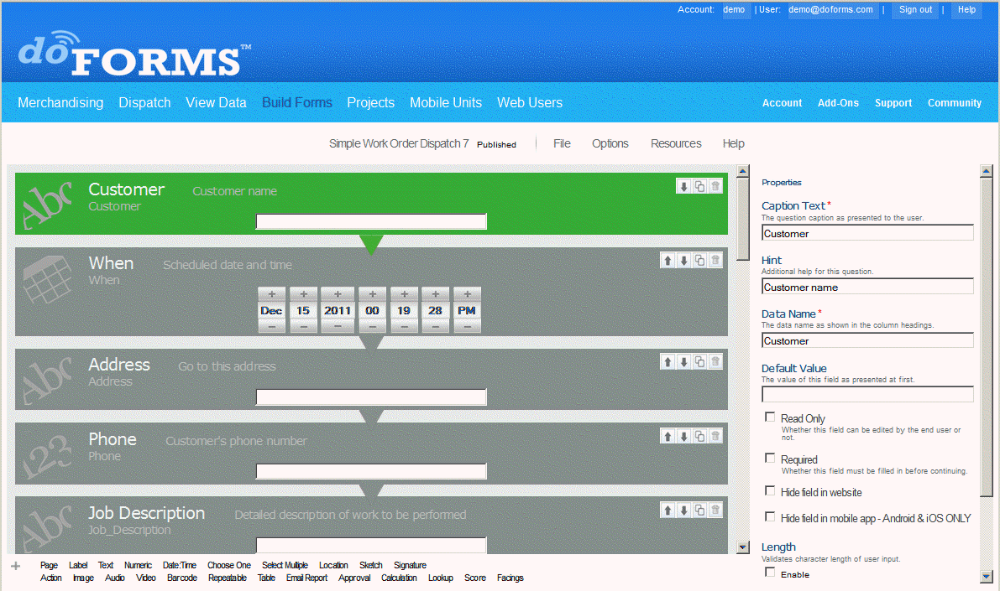 Account: demo | User: demo@doforms.com | Sign out | Help
doFORMS™
Merchandising Dispatch View Data Build Forms Projects Mobile Units Web Users Account Add-Ons Support Community
Simple Work Order Dispatch 7 Published File Options Resources Help
Abc Customer Customer name
Customer
When Scheduled date and time
When
+ + + + + + +
Dec 15 2011 00 19 28 PM
− − − − − − −
Abc Address Go to this address
Address
123 Phone Customer's phone number
Phone
Abc Job Description Detailed description of work to be performed
Job_Description
+ Page Label Text Numeric Date:Time Choose One Select Multiple Location Sketch Signature
Action Image Audio Video Barcode Repeatable Table Email Report Approval Calculation Lookup Score Facings
Properties
Caption Text *
The question caption as presented to the user.
Customer
Hint
Additional help for this question.
Customer name
Data Name *
The data name as shown in the column headings.
Customer
Default Value
The value of this field as presented at first.
Read Only
Whether this field can be edited by the end user or
not.
Required
Whether this field must be filled in before continuing.
Hide field in website
Hide field in mobile app - Android & iOS ONLY
Length
Validates character length of user input.
Enable